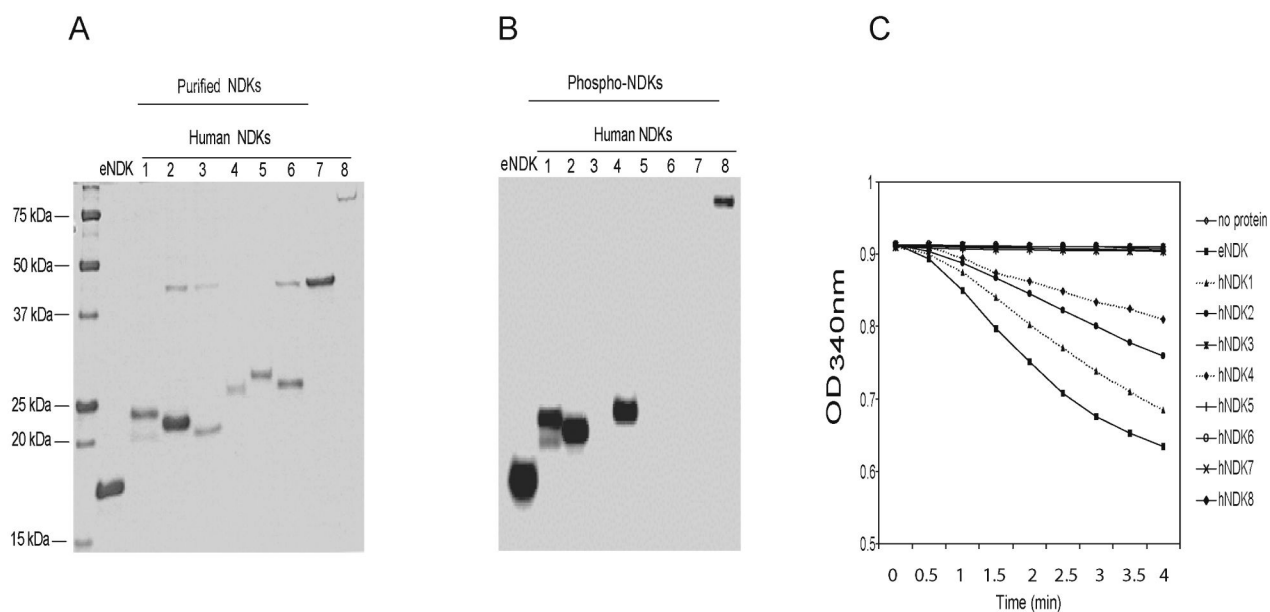 A
Purified NDKs
Human NDKs
eNDK 1 2 3 4 5 6 7 8
75 kDa
50 kDa
37 kDa
25 kDa
20 kDa
15 kDa
B
Phospho-NDKs
Human NDKs
eNDK 1 2 3 4 5 6 7 8
C
1
0.9
0.8
0.7
0.6
0.5
OD340nm
0 0.5 1 1.5 2 2.5 3 3.5 4
Time (min)
no protein
eNDK
hNDK1
hNDK2
hNDK3
hNDK4
hNDK5
hNDK6
hNDK7
hNDK8